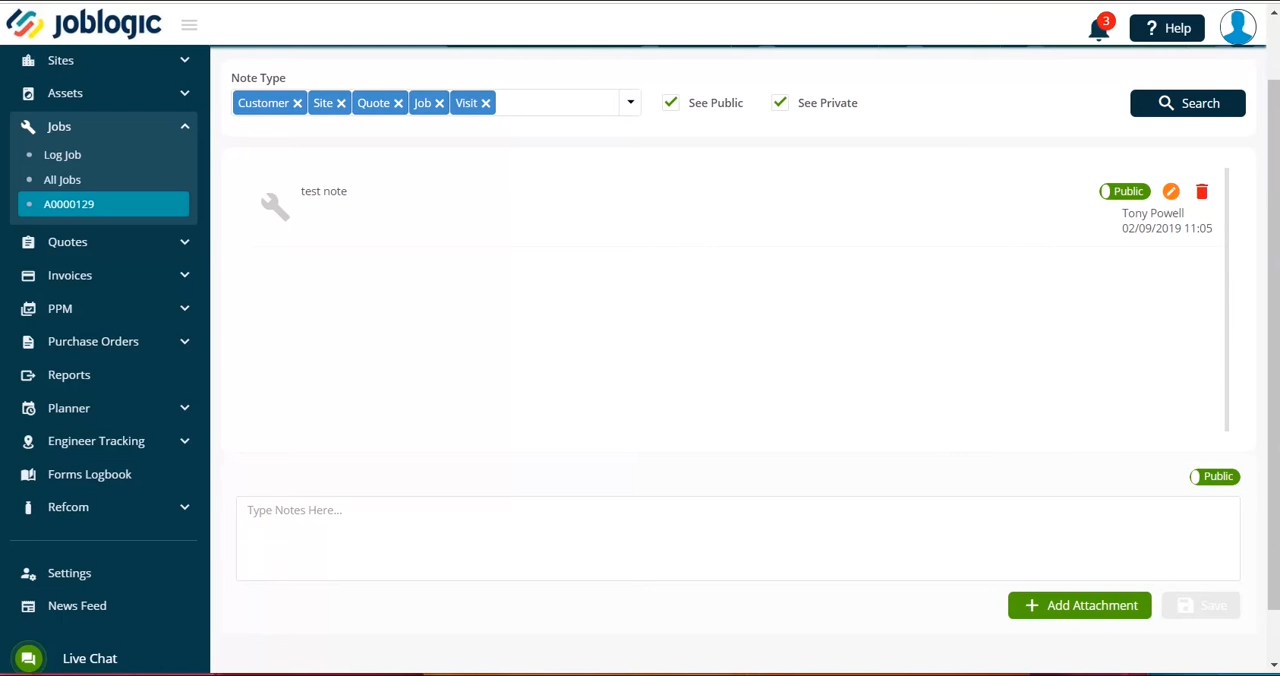 joblogic
3
? Help
Sites
Assets
Jobs
Log Job
All Jobs
A0000129
Quotes
Invoices
PPM
Purchase Orders
Reports
Planner
Engineer Tracking
Forms Logbook
Refcom
Settings
News Feed
Live Chat
Note Type
Customer Site Quote Job Visit
See Public
See Private
Search
test note
Public
Tony Powell
02/09/2019 11:05
Public
Type Notes Here...
Add Attachment
Save